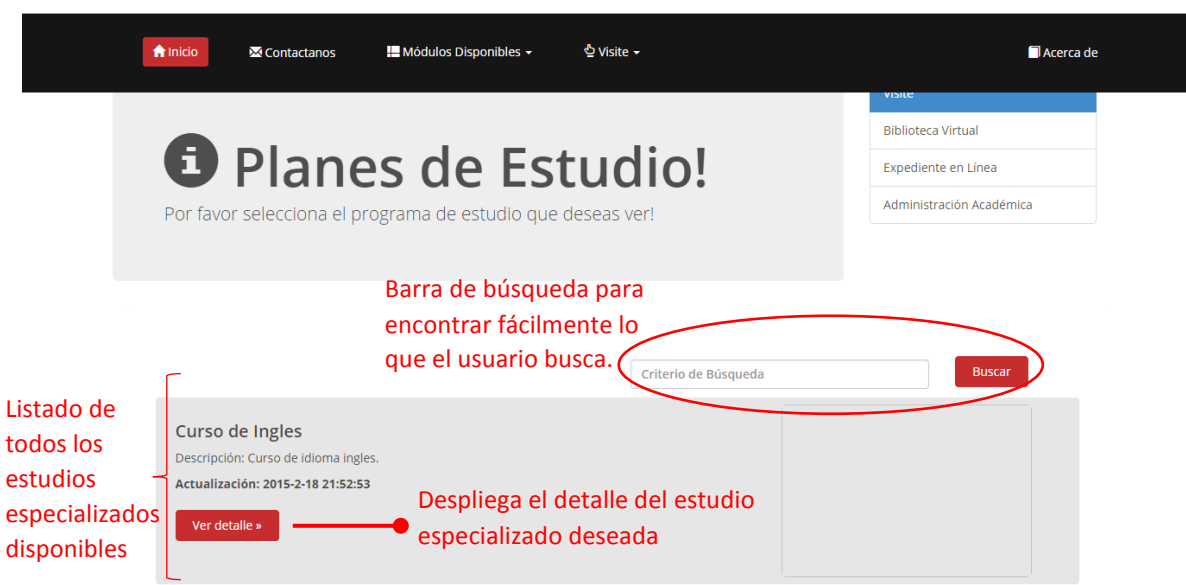 Inicio
Contactanos
Módulos Disponibles
Visite
Acerca de
Visite
Biblioteca Virtual
Expediente en Línea
Administración Académica
Planes de Estudio!
Por favor selecciona el programa de estudio que deseas ver!
Barra de búsqueda para
encontrar fácilmente lo
que el usuario busca.
Criterio de Búsqueda
Buscar
Listado de
todos los
estudios
especializados
disponibles
Curso de Ingles
Descripción: Curso de idioma ingles.
Actualización: 2015-2-18 21:52:53
Ver detalle »
Despliega el detalle del estudio
especializado deseada